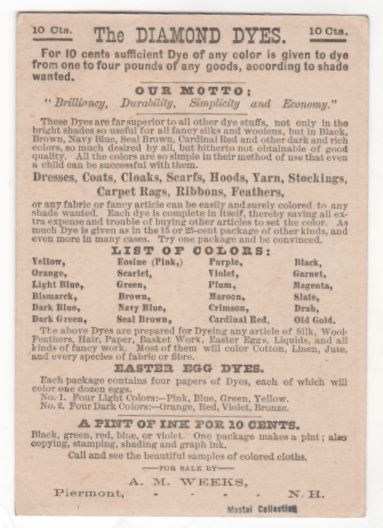 10 Cts. The DIAMOND DYES. 10 Cts.
For 10 cents sufficient Dye of any color is given to dye
from one to four pounds of any goods, according to shade
wanted.
OUR MOTTO:
"Brilliancy, Durability, Simplicity and Economy."
These Dyes are far superior to all other dye stuffs, not only in the
bright shades so useful for all fancy silks and woolens, but in Black,
Brown, Navy Blue, Seal Brown, Cardinal Red and other dark and rich
colors, so much desired by all, but hitherto not obtainable of good
quality. All the colors are so simple in their method of use that even
a child can be successful with them.
Dresses, Coats, Cloaks, Scarfs, Hoods, Yarn, Stockings,
Carpet Rags, Ribbons, Feathers,
or any fabric or fancy article can be easily and surely colored to any
shade wanted. Each dye is complete in itself, thereby saving all ex-
tra expense and trouble of buying other articles to set the color. As
much Dye is given as in the 15 or 25-cent package of other kinds, and
even more in many cases. Try one package and be convinced.
LIST OF COLORS:
Yellow, Eosine (Pink,) Purple, Black,
Orange, Scarlet, Violet, Garnet,
Light Blue, Green, Plum, Magenta,
Bismarck, Brown, Maroon, Slate,
Dark Blue, Navy Blue, Crimson, Drab,
Dark Green, Seal Brown, Cardinal Red, Old Gold.
The above Dyes are prepared for Dyeing any article of Silk, Wool-
Feathers, Hair, Paper, Basket Work, Easter Eggs, Liquids, and all
kinds of fancy work. Most of them will color Cotton, Linen, Jute,
and every species of fabric or fibre.
EASTER EGG DYES.
Each package contains four papers of Dyes, each of which will
color one dozen eggs.
No. 1. Four Light Colors:—Pink, Blue, Green, Yellow.
No. 2. Four Dark Colors:—Orange, Red, Violet, Bronze.
A PINT OF INK FOR 10 CENTS.
Black, green, red, blue, or violet. One package makes a pint; also
copying, stamping, shading and graph ink.
Call and see the beautiful samples of colored cloths.
—FOR SALE BY—
A. M. WEEKS,
Piermont, - - - - N. H.
Mostai Collection